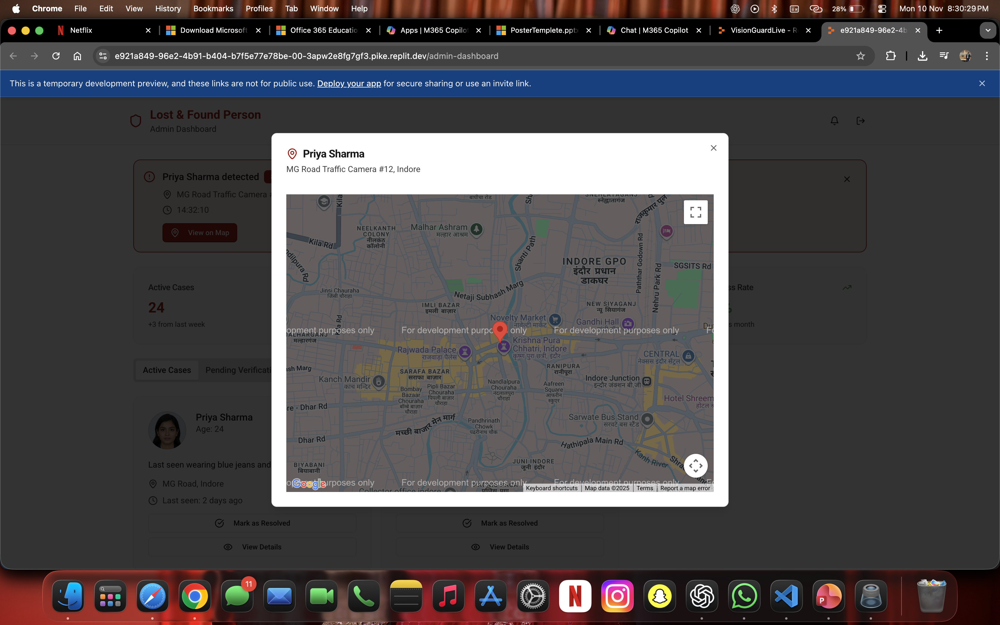 Chrome File Edit View History Bookmarks Profiles Tab Window Help
28% Mon 10 Nov 8:30:29 PM
Netflix
Download Microsoft
Office 365 Educatio
Apps | M365 Copilot
PosterTemplete.pptx
Chat | M365 Copilot
VisionGuardLive - R
e921a849-96e2-4b
e921a849-96e2-4b91-b404-b7f5e77e78be-00-3apw2e8fg7gf3.pike.replit.dev/admin-dashboard
This is a temporary development preview, and these links are not for public use. Deploy your app for secure sharing or use an invite link.
Lost & Found Person
Admin Dashboard
Priya Sharma detected
MG Road Traffic Camera #
14:32:10
View on Map
Active Cases
24
+3 from last week
ss Rate
s month
Active Cases
Pending Verificati
Priya Sharma
Age: 24
Last seen wearing blue jeans and
MG Road, Indore
Last seen: 2 days ago
Mark as Resolved
View Details
Mark as Resolved
View Details
Priya Sharma
MG Road Traffic Camera #12, Indore
बाघीचा रोड
स्नेहलतागंज
राजकुमार पुल
Kila
NEELKANTH
COLONY
नीलकंठ
कॉलोनी
Malhar Ashram
मल्हार आश्रम
Kila Rd
ndilpura Rd
Shanti Path
INDORE GPO
इंदौर प्रधान
डाकघर
Paththar Godown Rd
Nehru Park Rd
SGSITS Rd
Jinsi Chauraha
जिंसी चौराहा
Netaji Subhash Marg
IMLI BAZAR
इमली बाज़ार
NEW SIYAGANJ
न्यू सियागंज
Novelty Market
नावेल्टी मार्केट
Gandhi Hall
opment purposes only
For development purpo
only
For development purposes only
ALHARGANJ
मल्हारगंज
Krishna Pura
Chhatri, Indore
कृष्ण पुरा छत्री, इंदौर
Rajwada Palace
राजवाड़ा पैलेस
CENTRAL
नेक्सस इंदौर सेंट्रल
ash Marg
SARAFA BAZAR
सराफा बाज़ार
RANIPURA
रानीपूरा
Kanch Mandir
कांच मन्दिर
Indore Junction
इन्दौर जंक्शन बी.जी
Bombay
Bazaar
Chouraha
बॉम्बे बाज़ार
चौराहा
Pipli Bazar
Chouraha
पिपली बाज़ार
चौराहा
Nandlalpura
Chouraha
नंदलालपुरा
चौराहा
Aafreen
Square
आफरीन
स्कुएर
Hotel Shreem
re - Dhar Rd
Sarwate Bus Stand
सरवटे बस स्टैंड
मच्छी बाजार मेन मार्ग
Pandhrinath
Chowk
पंढरीनाथ चौक
Dhar Rd
Hathipala Main Rd
Kanh River
BIYABANI
बियाबानी
JUNI INDORE
जूनी इंदौर
Google
urposes only
For development purposes only
For development purposes only
Collector office indore
Keyboard shortcuts
Map data ©2025
Terms
Report a map error
11